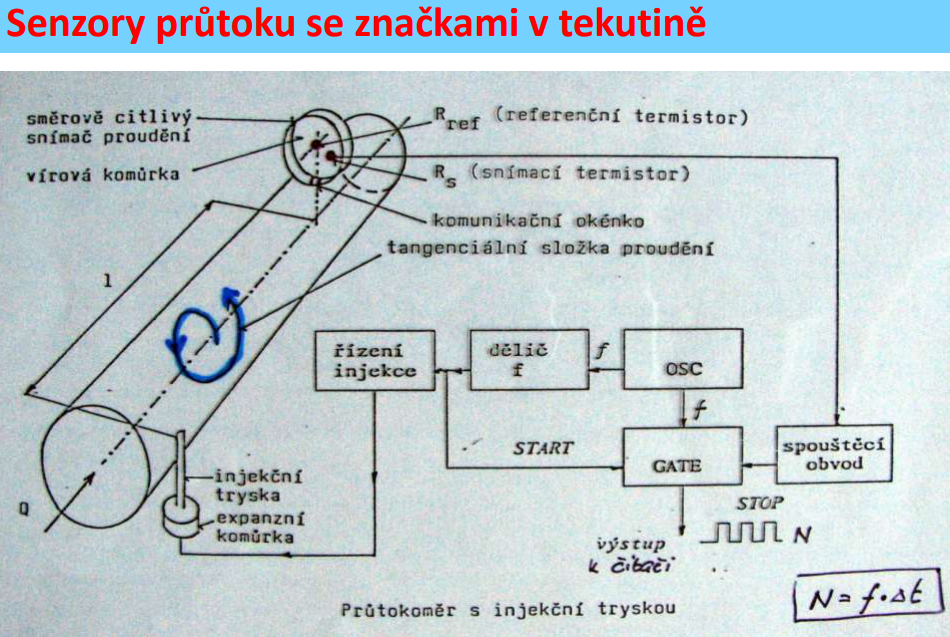 Senzory průtoku se značkami v tekutině
směrově citlivý
snímač proudění
vírová komůrka
Rref (referenční termistor)
Rs (snímací termistor)
komunikační okénko
tangenciální složka proudění
l
řízení
injekce
dělič
f
f
OSC
f
START
GATE
spouštěcí
obvod
STOP
N
injekční
tryska
expanzní
komůrka
Q
výstup
k čítači
N = f·Δt
Průtokoměr s injekční tryskou